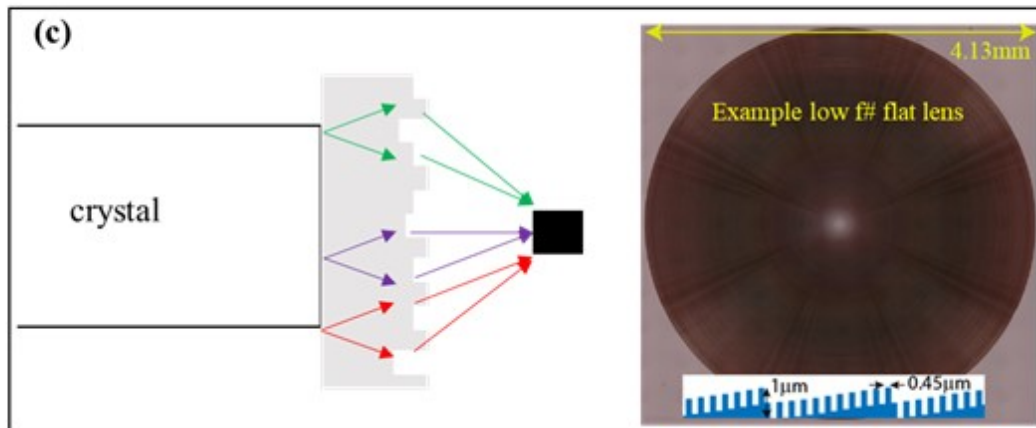 (c)
crystal
4.13mm
Example low f# flat lens
1μm
0.45μm